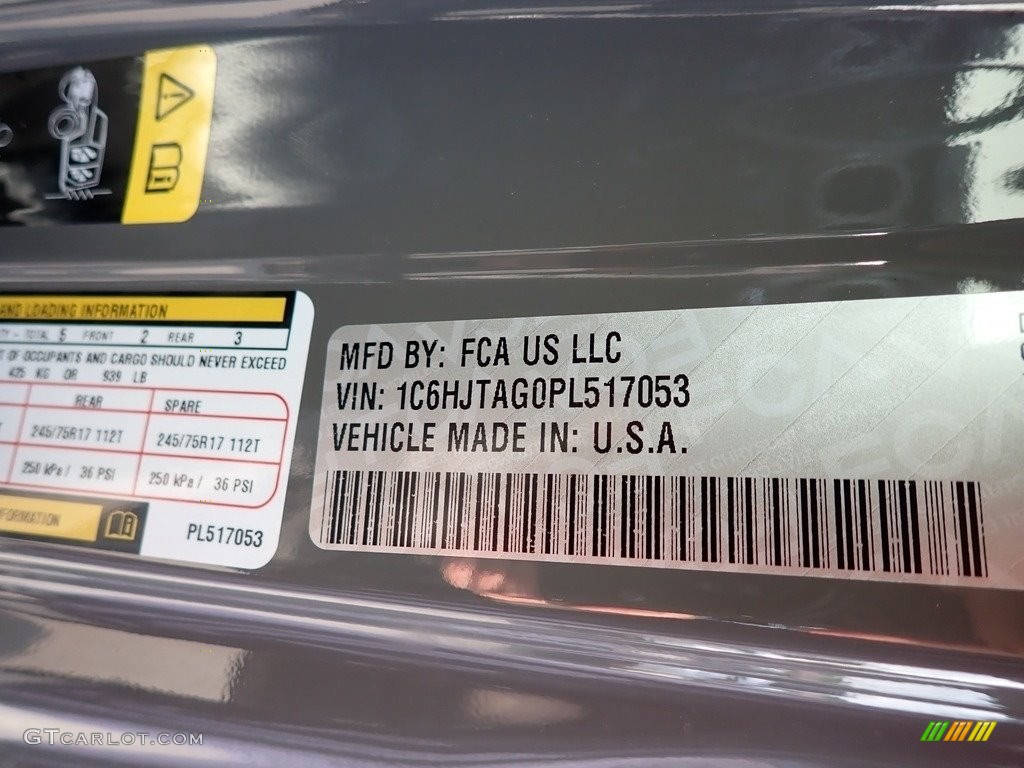 AND LOADING INFORMATION
TOTAL 5 FRONT 2 REAR 3
OF OCCUPANTS AND CARGO SHOULD NEVER EXCEED
425 KG OR 939 LB
REAR SPARE
245/75R17 112T 245/75R17 112T
250 kPa / 36 PSI 250 kPa / 36 PSI
PL517053
MFD BY: FCA US LLC
VIN: 1C6HJTAG0PL517053
VEHICLE MADE IN: U.S.A.
GTCARLOT.COM